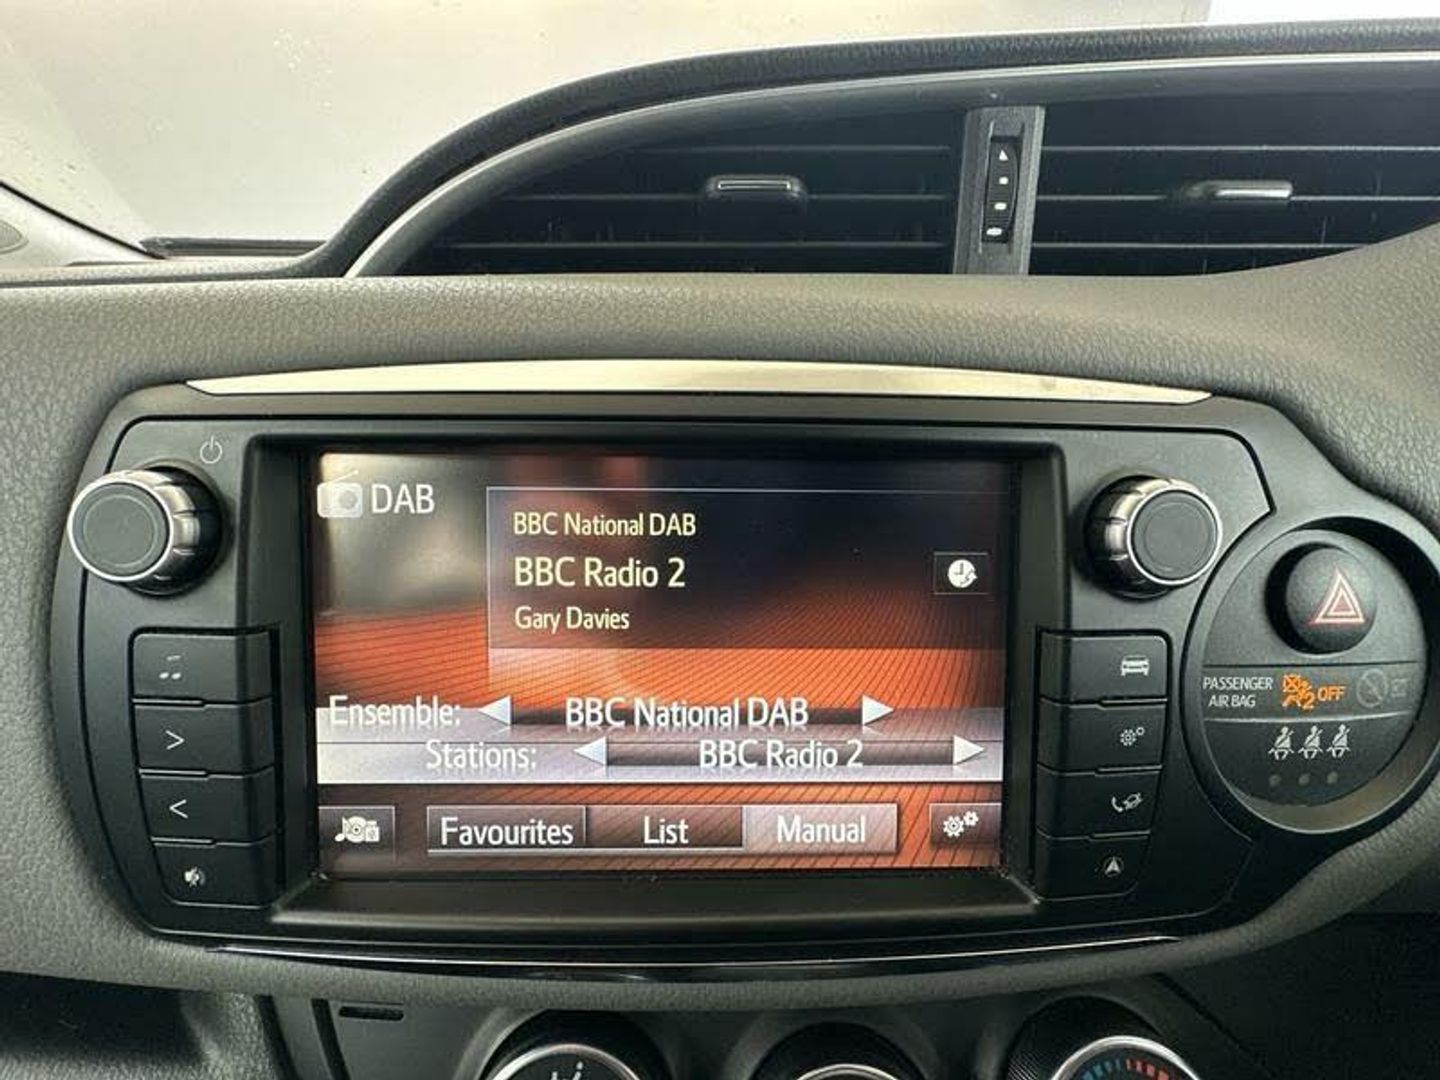 DAB
BBC National DAB
BBC Radio 2
Gary Davies
Ensemble: BBC National DAB
Stations: BBC Radio 2
Favourites List Manual
PASSENGER
AIR BAG
2 OFF